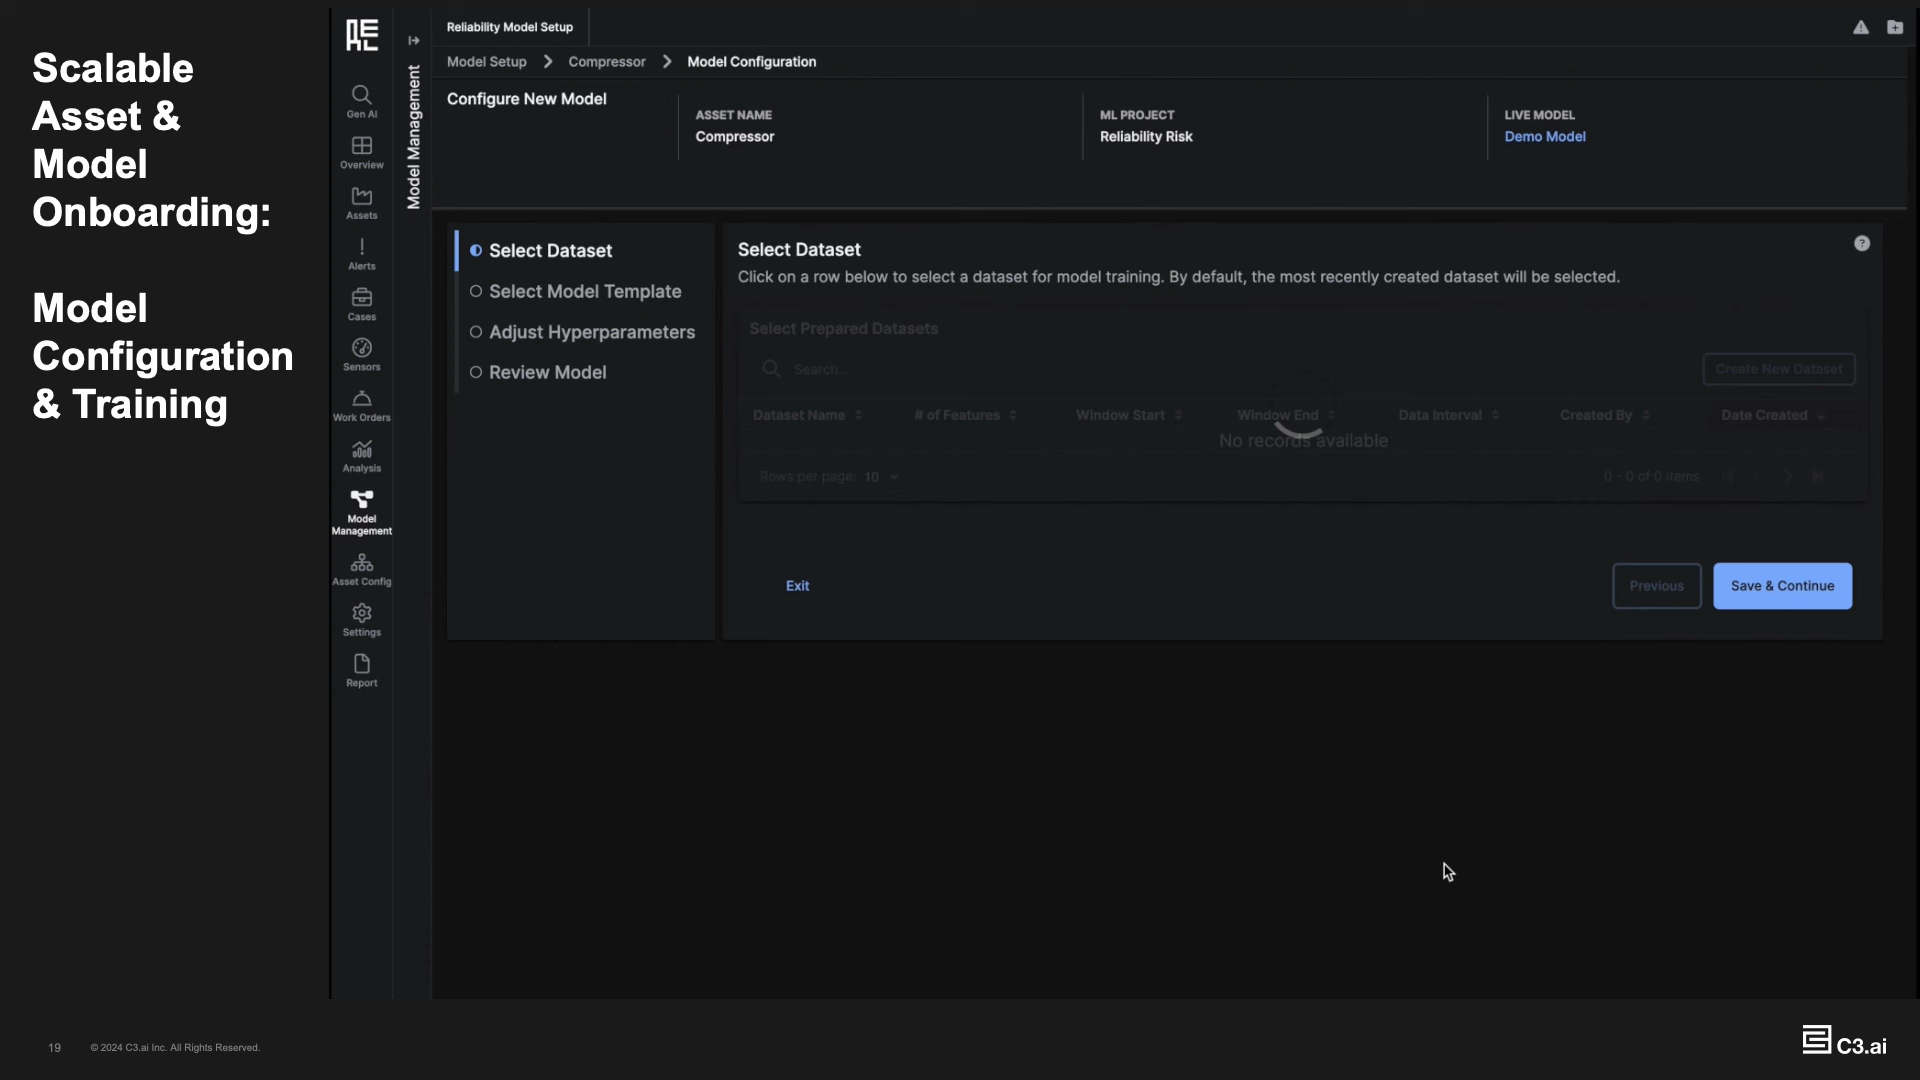 Scalable
Asset &
Model
Onboarding:
Model
Configuration
& Training
Gen AI
Overview
Assets
Alerts
Cases
Sensors
Work Orders
Analysis
Model
Management
Asset Config
Settings
Report
Model Management
Reliability Model Setup
Model Setup
Compressor
Model Configuration
Configure New Model
ASSET NAME
Compressor
ML PROJECT
Reliability Risk
LIVE MODEL
Demo Model
Select Dataset
Select Model Template
Adjust Hyperparameters
Review Model
Select Dataset
Click on a row below to select a dataset for model training. By default, the most recently created dataset will be selected.
Select Prepared Datasets
Search...
Create New Dataset
Dataset Name
# of Features
Window Start
Window End
Data Interval
Created By
Date Created
No records available
Rows per page: 10
0 - 0 of 0 items
Exit
Previous
Save & Continue
19
© 2024 C3.ai Inc. All Rights Reserved.
C3.ai